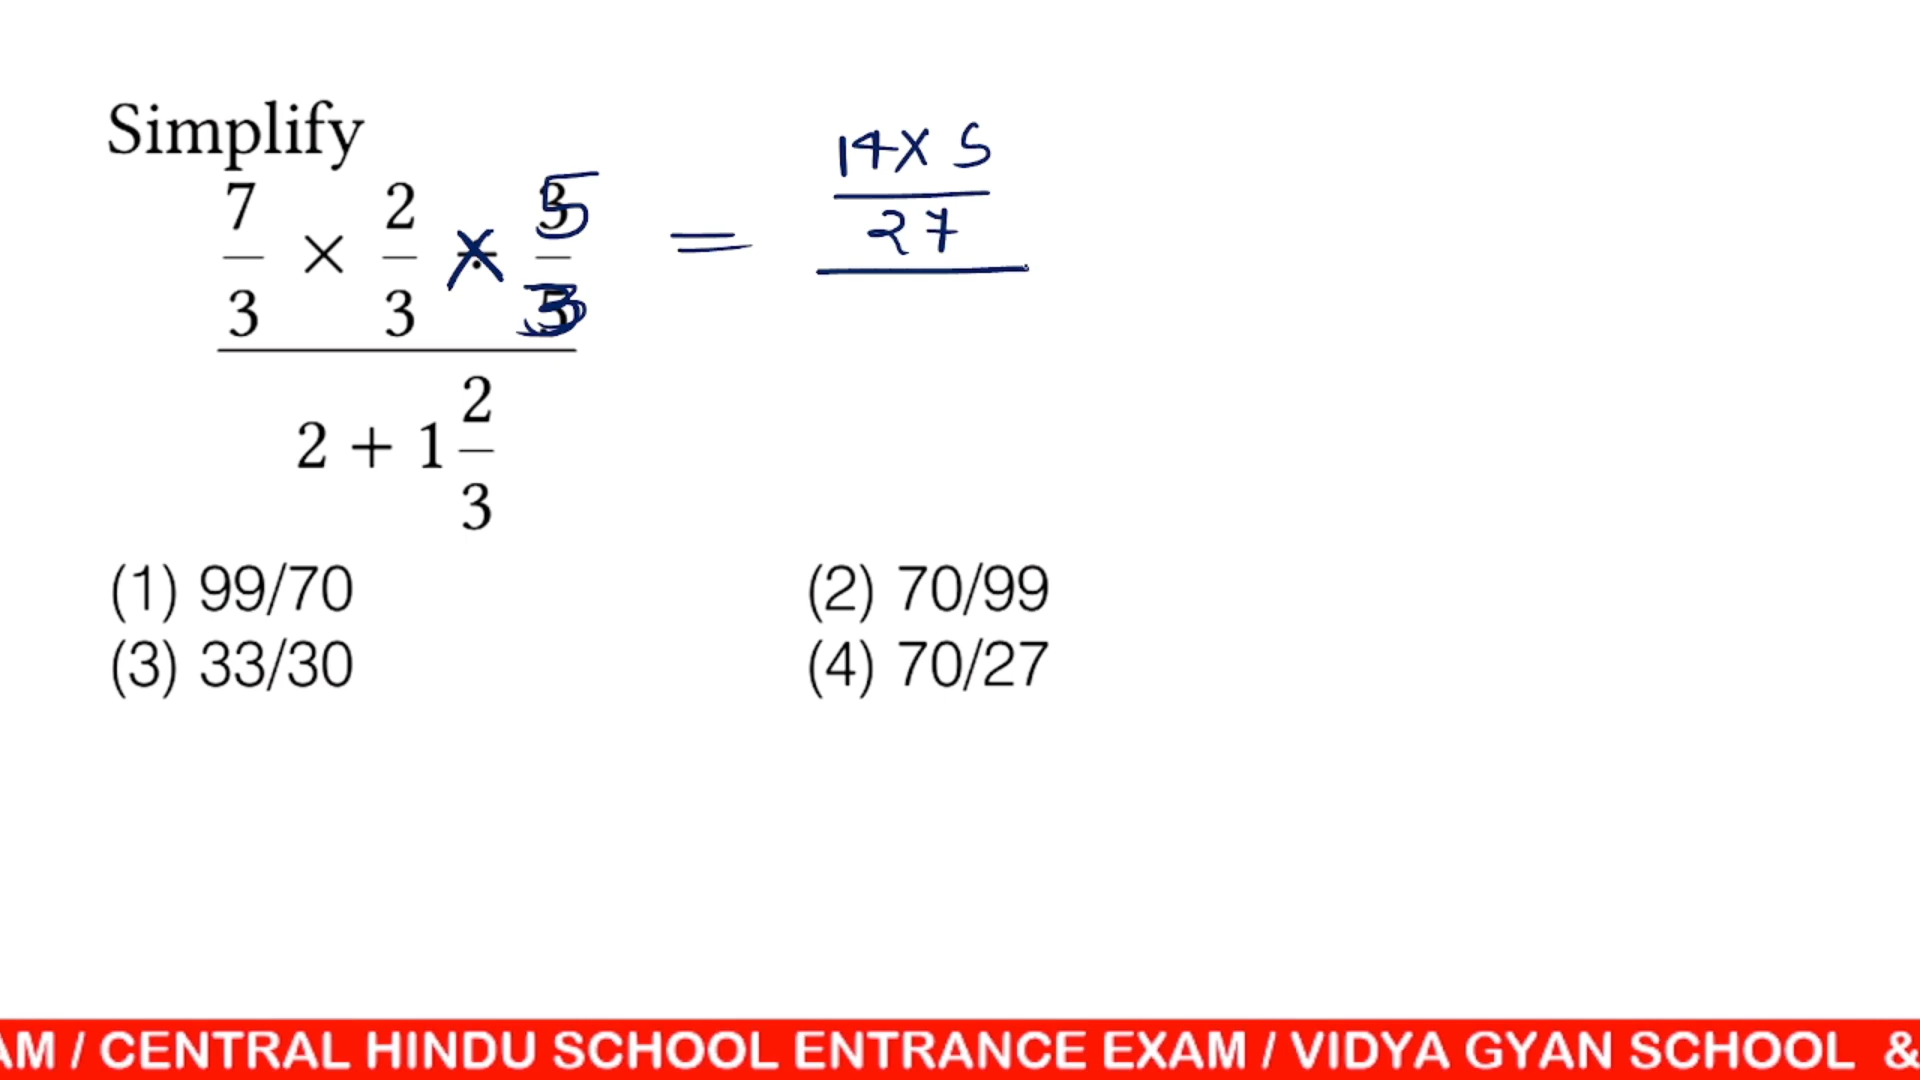 Simplify
7/3 × 2/3 × 5/3 = 14 x 5 / 27
2 + 1 2/3
(1) 99/70
(2) 70/99
(3) 33/30
(4) 70/27
AM / CENTRAL HINDU SCHOOL ENTRANCE EXAM / VIDYA GYAN SCHOOL &